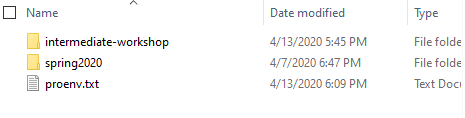 Name Date modified Type
intermediate-workshop 4/13/2020 5:45 PM File folde
spring2020 4/7/2020 6:47 PM File folde
proenv.txt 4/13/2020 6:09 PM Text Docu